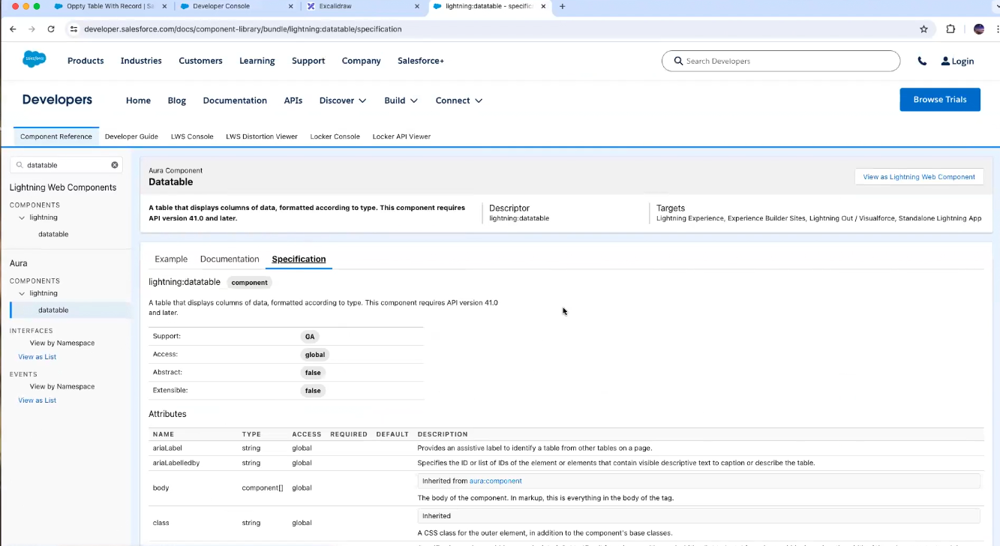 Oppty Table With Record | Sa
Developer Console
Excalidraw
lightning:datatable - specific
developer.salesforce.com/docs/component-library/bundle/lightning:datatable/specification
salesforce
Products
Industries
Customers
Learning
Support
Company
Salesforce+
Search Developers
Login
Developers
Home
Blog
Documentation
APIs
Discover
Build
Connect
Browse Trials
Component Reference
Developer Guide
LWS Console
LWS Distortion Viewer
Locker Console
Locker API Viewer
datatable
Lightning Web Components
COMPONENTS
lightning
datatable
Aura
COMPONENTS
lightning
datatable
INTERFACES
View by Namespace
View as List
EVENTS
View by Namespace
View as List
Aura Component
Datatable
View as Lightning Web Component
A table that displays columns of data, formatted according to type. This component requires
API version 41.0 and later.
Descriptor
lightning:datatable
Targets
Lightning Experience, Experience Builder Sites, Lightning Out / Visualforce, Standalone Lightning App
Example
Documentation
Specification
lightning:datatable component
A table that displays columns of data, formatted according to type. This component requires API version 41.0
and later.
Support: GA
Access: global
Abstract: false
Extensible: false
Attributes
NAME TYPE ACCESS REQUIRED DEFAULT DESCRIPTION
ariaLabel string global Provides an assistive label to identify a table from other tables on a page.
ariaLabelledby string global Specifies the ID or list of IDs of the element or elements that contain visible descriptive text to caption or describe the table.
Inherited from aura:component
body component[] global
The body of the component. In markup, this is everything in the body of the tag.
Inherited
class string global
A CSS class for the outer element, in addition to the component's base classes.